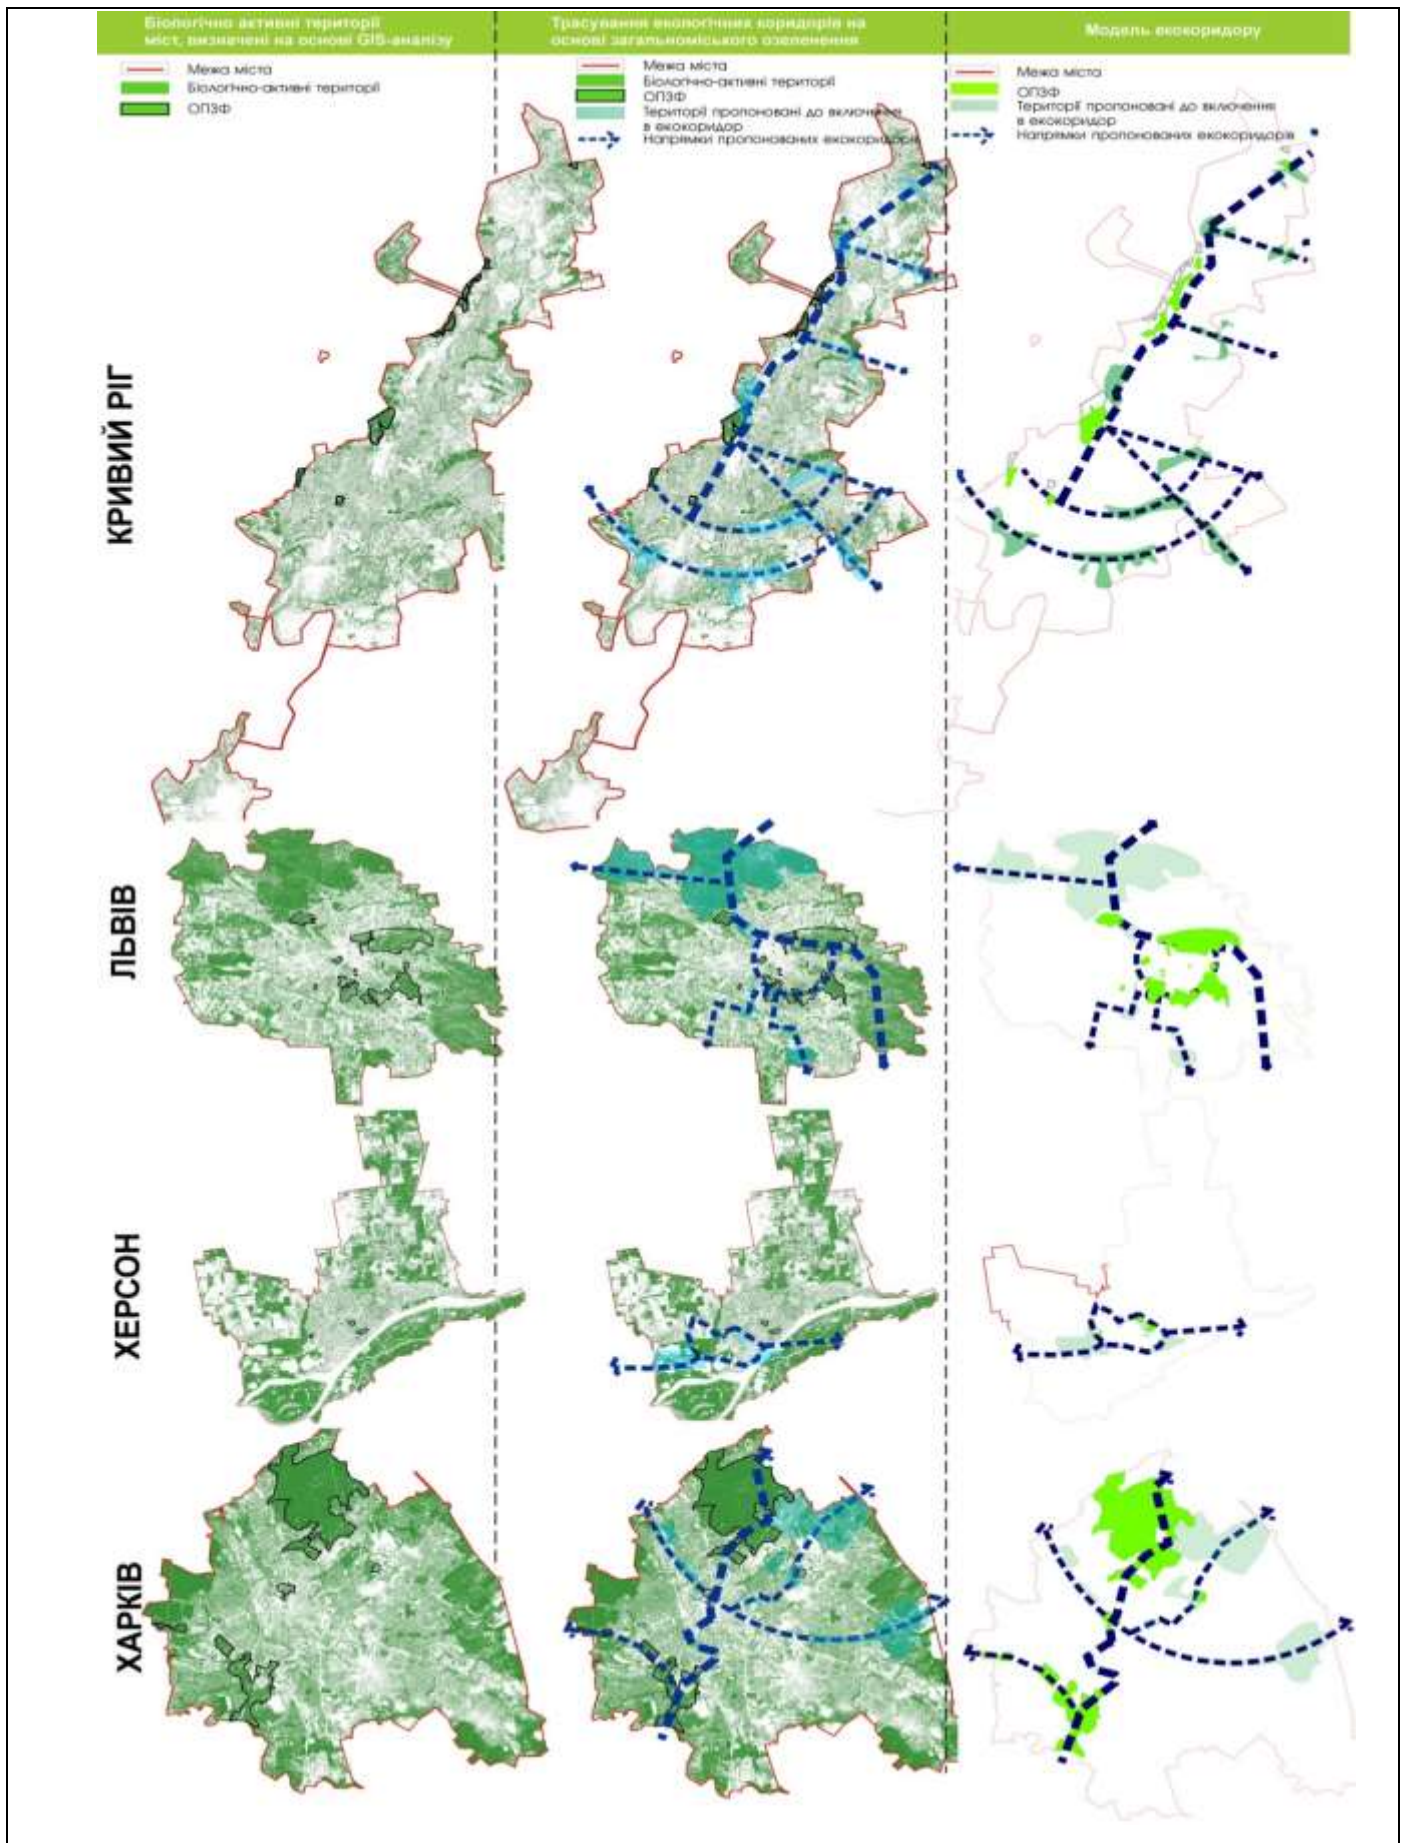 Біологічно активні території
міст, визначені на основі GIS-аналізу
Межа міста
Біологічно-активні території
ОПЗФ
Трасування екологічних коридорів на
основі загальноміського озеленення
Межа міста
Біологічно-активні території
ОПЗФ
Території пропоновані до включення
в екокоридор
Напрямки пропонованих екокоридорів
Модель екокоридору
Межа міста
ОПЗФ
Території пропоновані до включення
в екокоридор
Напрямки пропонованих екокоридорів
КРИВИЙ РІГ
ЛЬВІВ
ХЕРСОН
ХАРКІВ